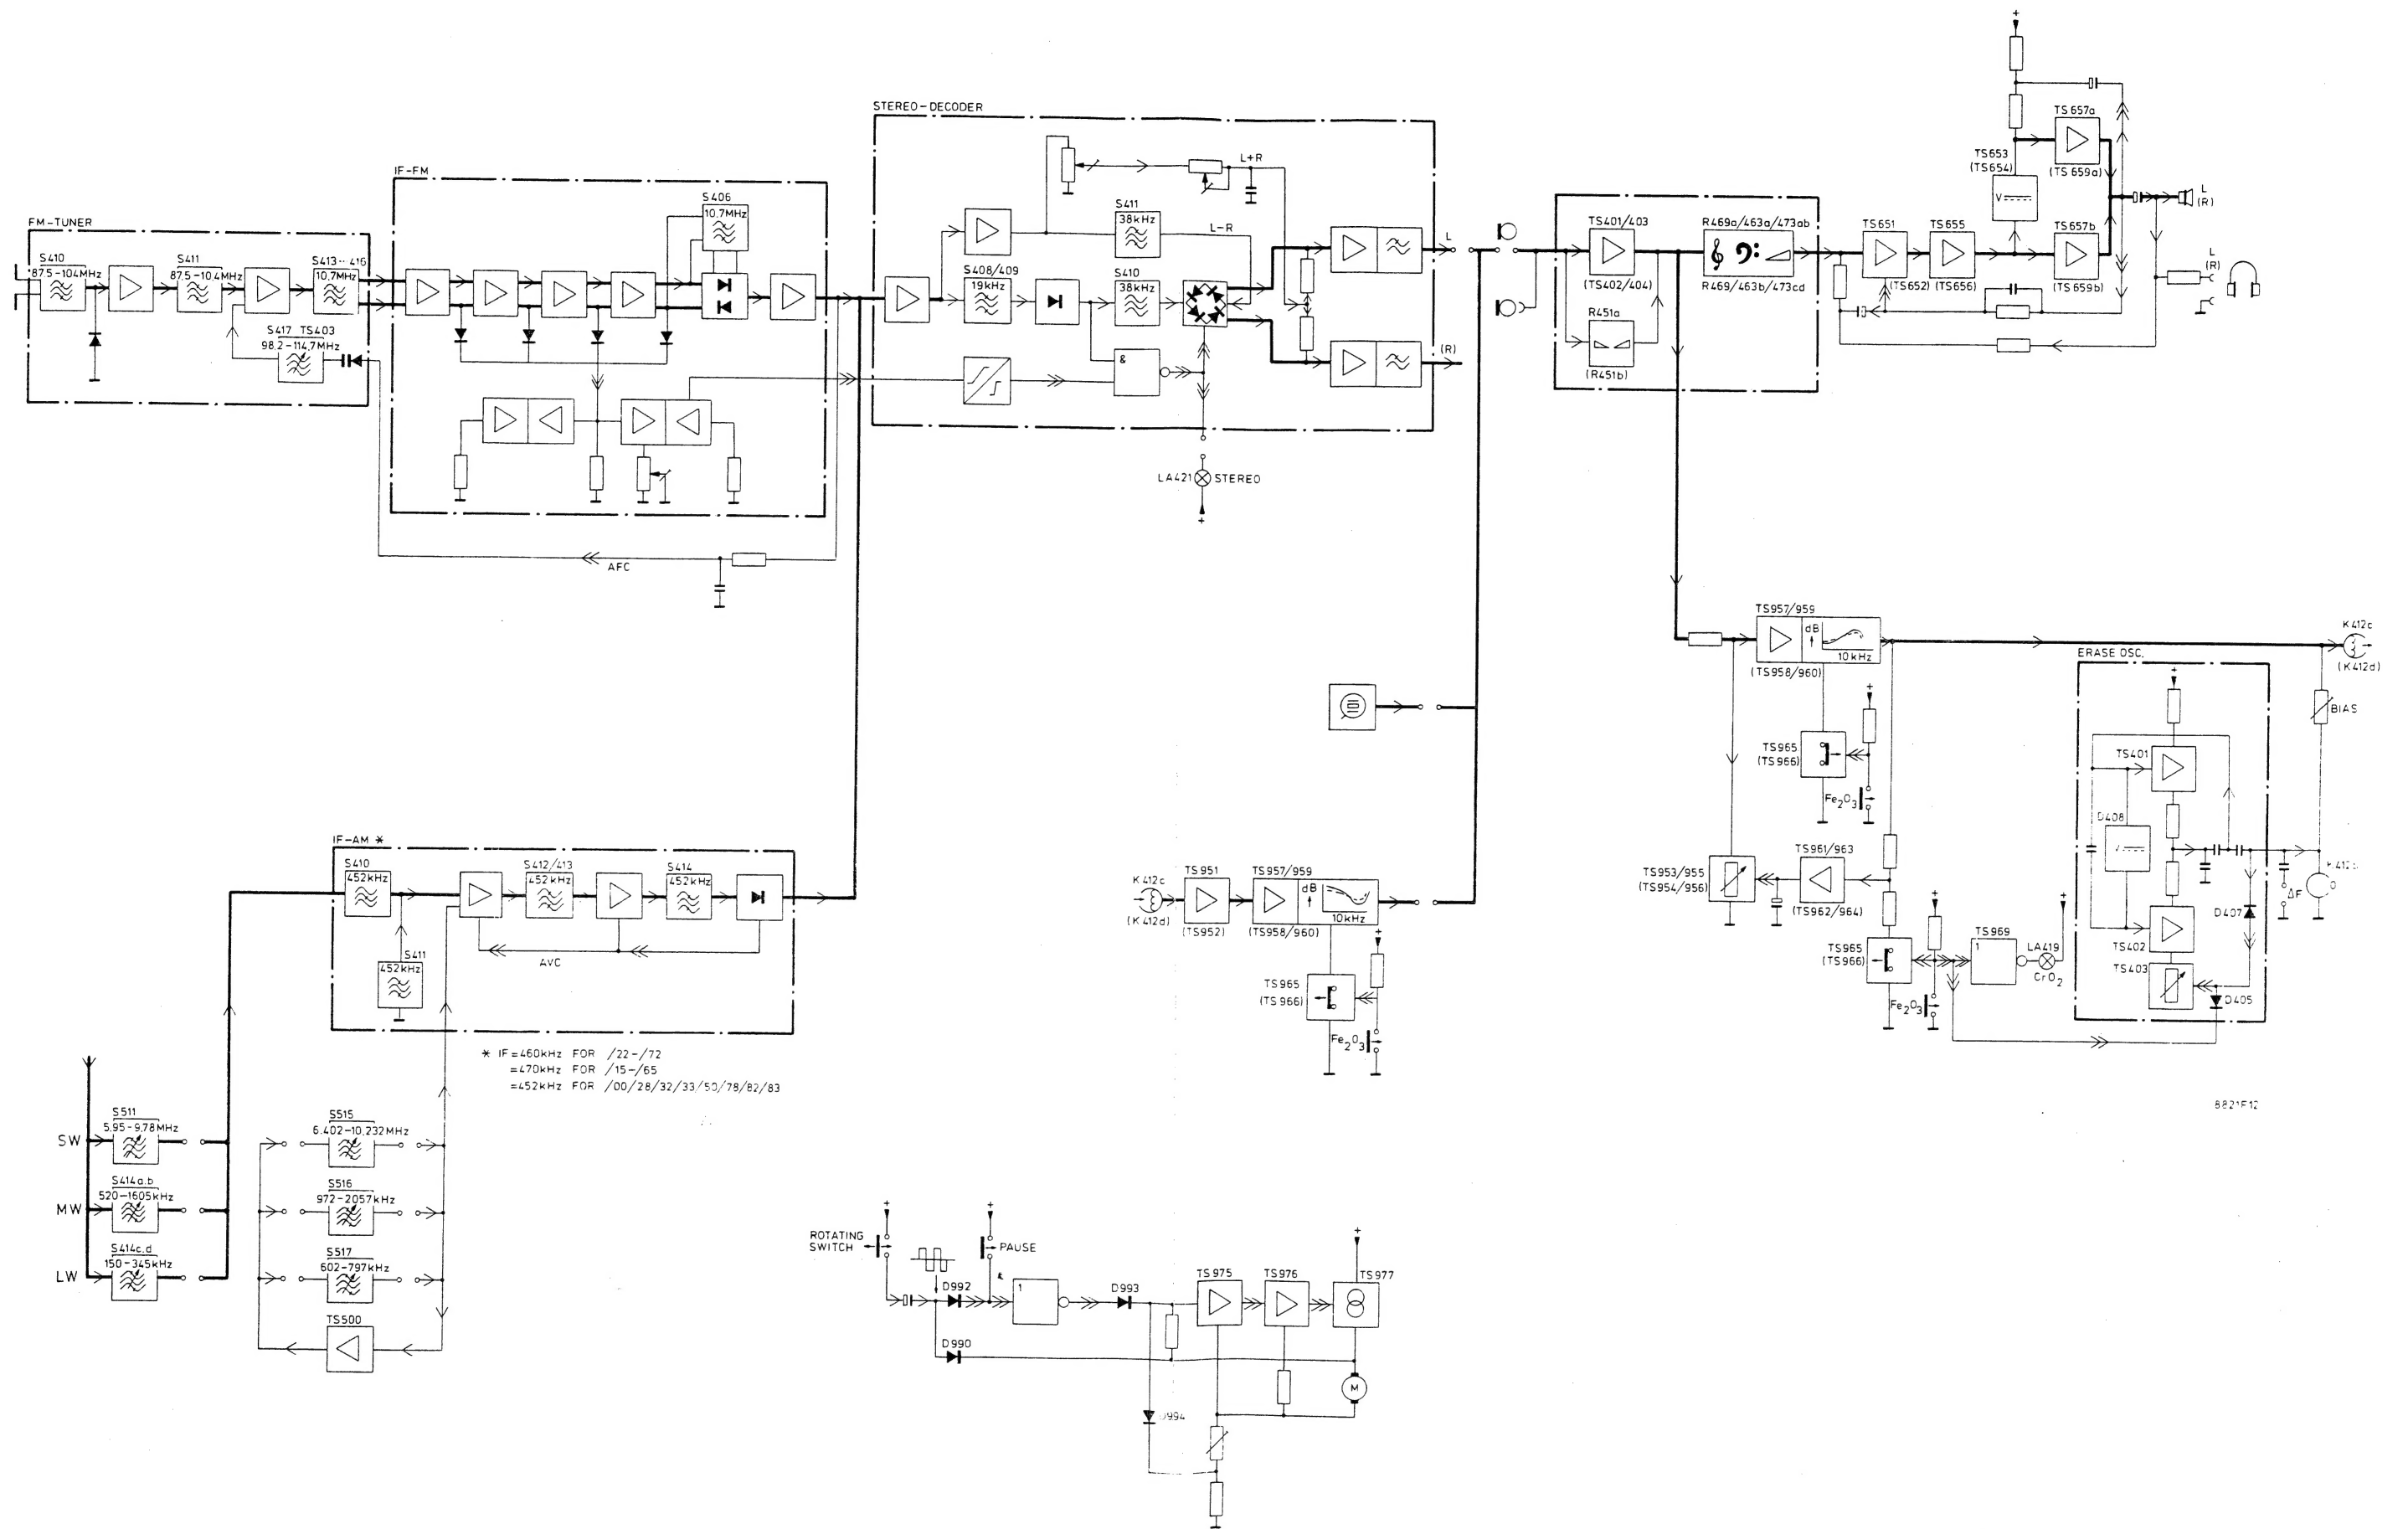 FM-TUNER
S410
87.5-104MHz
S411
87.5-10.4MHz
S413···416
10.7MHz
S417 TS403
98.2-114.7MHz
IF-FM
S406
10.7MHz
AFC
STEREO-DECODER
L+R
S411
38kHz
L-R
S408/409
19kHz
S410
38kHz
&
L
(R)
LA421
STEREO
+
TS401/403
(TS402/404)
R451a
(R451b)
R469a/463a/473ab
R469/463b/473cd
+
TS651
(TS652)
TS655
(TS656)
TS653
(TS654)
V
TS657a
(TS659a)
TS657b
(TS659b)
L
(R)
L
(R)
TS957/959
dB
10kHz
(TS958/960)
TS965
(TS966)
+
Fe2O3
TS953/955
(TS954/956)
TS961/963
(TS962/964)
TS965
(TS966)
+
Fe2O3
TS969
1
LA419
CrO2
+
ERASE OSC.
+
TS401
D408
TS402
TS403
D407
D405
ΔF
BIAS
K412c
(K412d)
K412c
(K412d)
TS951
(TS952)
TS957/959
dB
10kHz
(TS958/960)
TS965
(TS966)
+
Fe2O3
IF-AM *
S410
452kHz
S411
452kHz
S412/413
452kHz
S414
452kHz
AVC
* IF=460kHz FOR /22-/72
=470kHz FOR /15-/65
=452kHz FOR /00/28/32/33/50/78/82/83
SW
S511
5.95-9.78MHz
MW
S414a.b
520-1605kHz
LW
S414c.d
150-345kHz
S515
6.402-10.232MHz
S516
972-2057kHz
S517
602-797kHz
TS500
ROTATING
SWITCH
+
+
PAUSE
D992
D990
&
1
D993
D994
TS975
TS976
TS977
+
M
8821F12